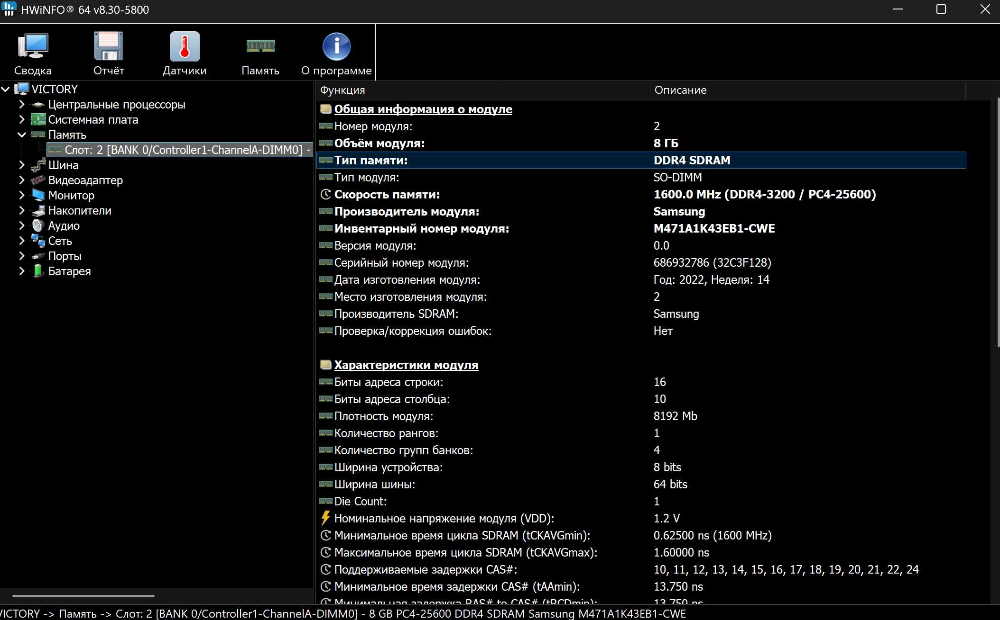 HWiNFO® 64 v8.30-5800
Сводка
Отчёт
Датчики
Память
О программе
VICTORY
Центральные процессоры
Системная плата
Память
Слот: 2 [BANK 0/Controller1-ChannelA-DIMM0] -
Шина
Видеоадаптер
Монитор
Накопители
Аудио
Сеть
Порты
Батарея
Функция Описание
Общая информация о модуле
Номер модуля: 2
Объём модуля: 8 ГБ
Тип памяти: DDR4 SDRAM
Тип модуля: SO-DIMM
Скорость памяти: 1600.0 MHz (DDR4-3200 / PC4-25600)
Производитель модуля: Samsung
Инвентарный номер модуля: M471A1K43EB1-CWE
Версия модуля: 0.0
Серийный номер модуля: 686932786 (32C3F128)
Дата изготовления модуля: Год: 2022, Неделя: 14
Место изготовления модуля: 2
Производитель SDRAM: Samsung
Проверка/коррекция ошибок: Нет
Характеристики модуля
Биты адреса строки: 16
Биты адреса столбца: 10
Плотность модуля: 8192 Mb
Количество рангов: 1
Количество групп банков: 4
Ширина устройства: 8 bits
Ширина шины: 64 bits
Die Count: 1
Номинальное напряжение модуля (VDD): 1.2 V
Минимальное время цикла SDRAM (tCKAVGmin): 0.62500 ns (1600 MHz)
Максимальное время цикла SDRAM (tCKAVGmax): 1.60000 ns
Поддерживаемые задержки CAS#: 10, 11, 12, 13, 14, 15, 16, 17, 18, 19, 20, 21, 22, 24
Минимальное время задержки CAS# (tAAmin): 13.750 ns
Минимальная задержка RAS# to CAS# (tRCDmin): 13.750 ns
VICTORY -> Память -> Слот: 2 [BANK 0/Controller1-ChannelA-DIMM0] - 8 GB PC4-25600 DDR4 SDRAM Samsung M471A1K43EB1-CWE